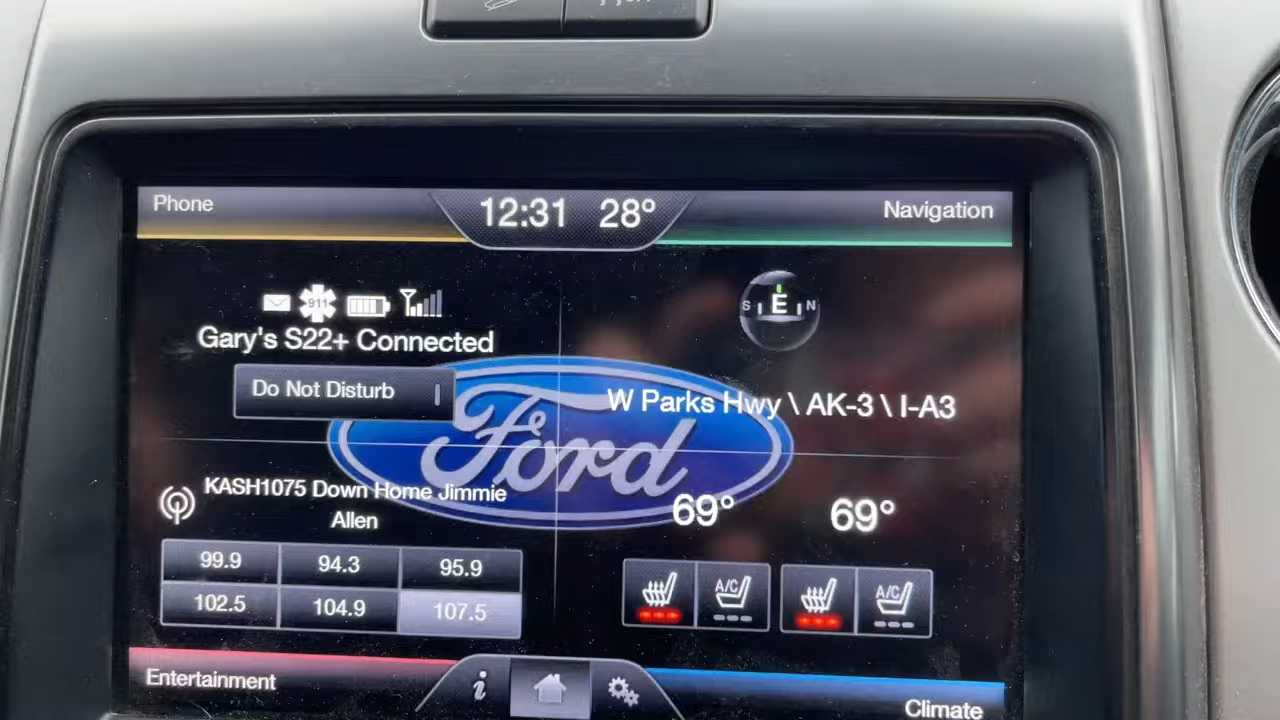 Phone
12:31 28°
Navigation
911
Gary's S22+ Connected
Do Not Disturb
S E N
W Parks Hwy \ AK-3 \ I-A3
Ford
KASH1075 Down Home Jimmie
Allen
99.9 94.3 95.9
102.5 104.9 107.5
69° 69°
A/C A/C
Entertainment
i
Climate